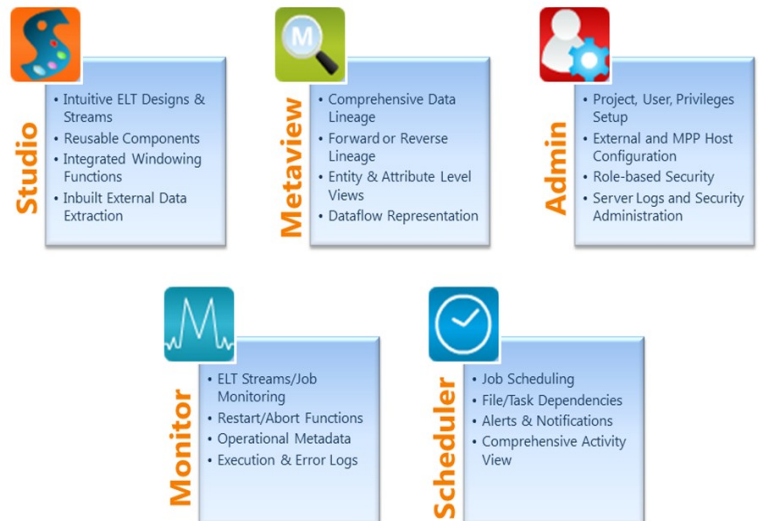 Studio
• Intuitive ELT Designs &
Streams
• Reusable Components
• Integrated Windowing
Functions
• Inbuilt External Data
Extraction
M
Metaview
• Comprehensive Data
Lineage
• Forward or Reverse
Lineage
• Entity & Attribute Level
Views
• Dataflow Representation
Admin
• Project, User, Privileges
Setup
• External and MPP Host
Configuration
• Role-based Security
• Server Logs and Security
Administration
Monitor
• ELT Streams/Job
Monitoring
• Restart/Abort Functions
• Operational Metadata
• Execution & Error Logs
Scheduler
• Job Scheduling
• File/Task Dependencies
• Alerts & Notifications
• Comprehensive Activity
View